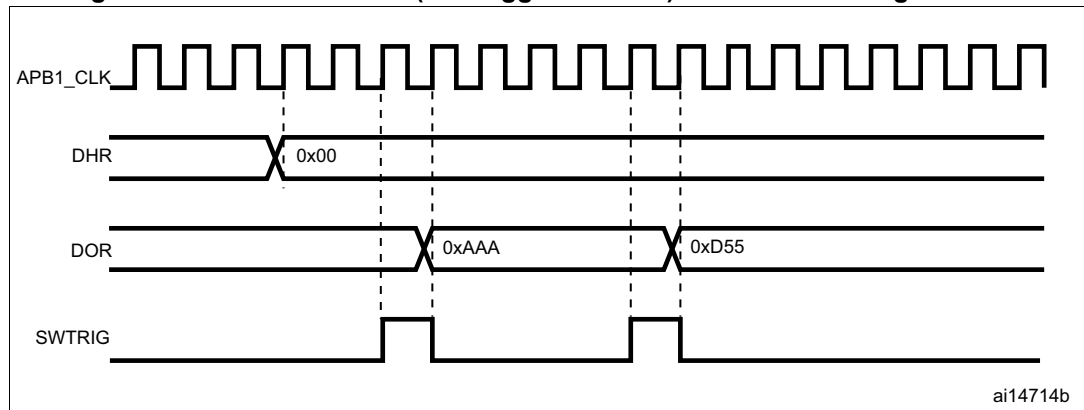 APB1_CLK
DHR
0x00
DOR
0xAAA
0xD55
SWTRIG
ai14714b